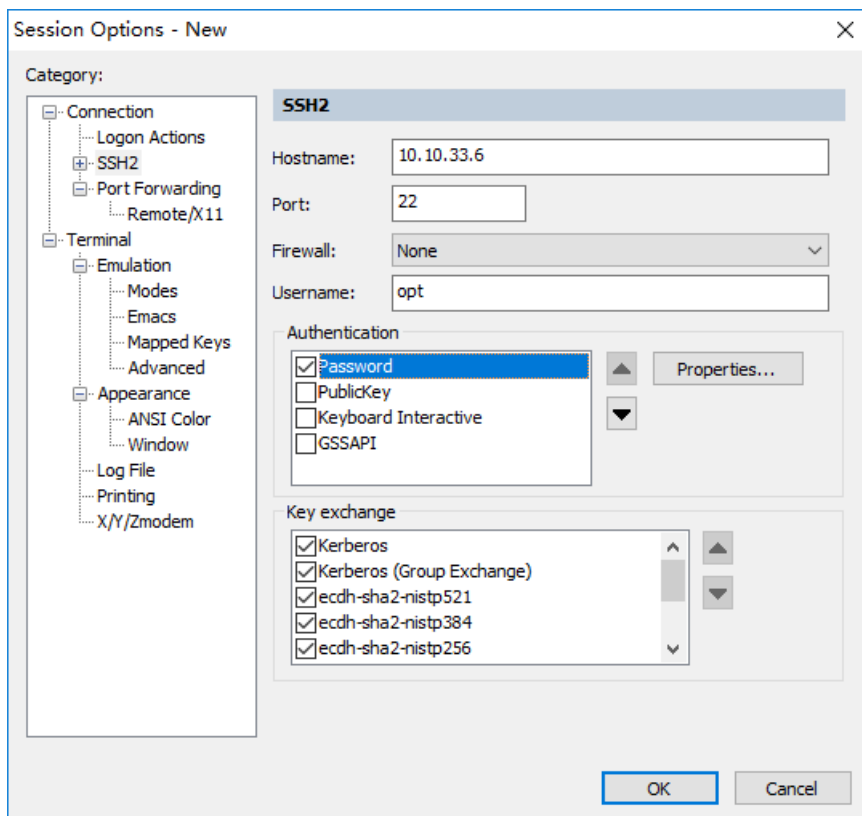 Session Options - New
Category:
Connection
Logon Actions
SSH2
Port Forwarding
Remote/X11
Terminal
Emulation
Modes
Emacs
Mapped Keys
Advanced
Appearance
ANSI Color
Window
Log File
Printing
X/Y/Zmodem
SSH2
Hostname:
10.10.33.6
Port:
22
Firewall:
None
Username:
opt
Authentication
Password
PublicKey
Keyboard Interactive
GSSAPI
Properties...
Key exchange
Kerberos
Kerberos (Group Exchange)
ecdh-sha2-nistp521
ecdh-sha2-nistp384
ecdh-sha2-nistp256
OK
Cancel